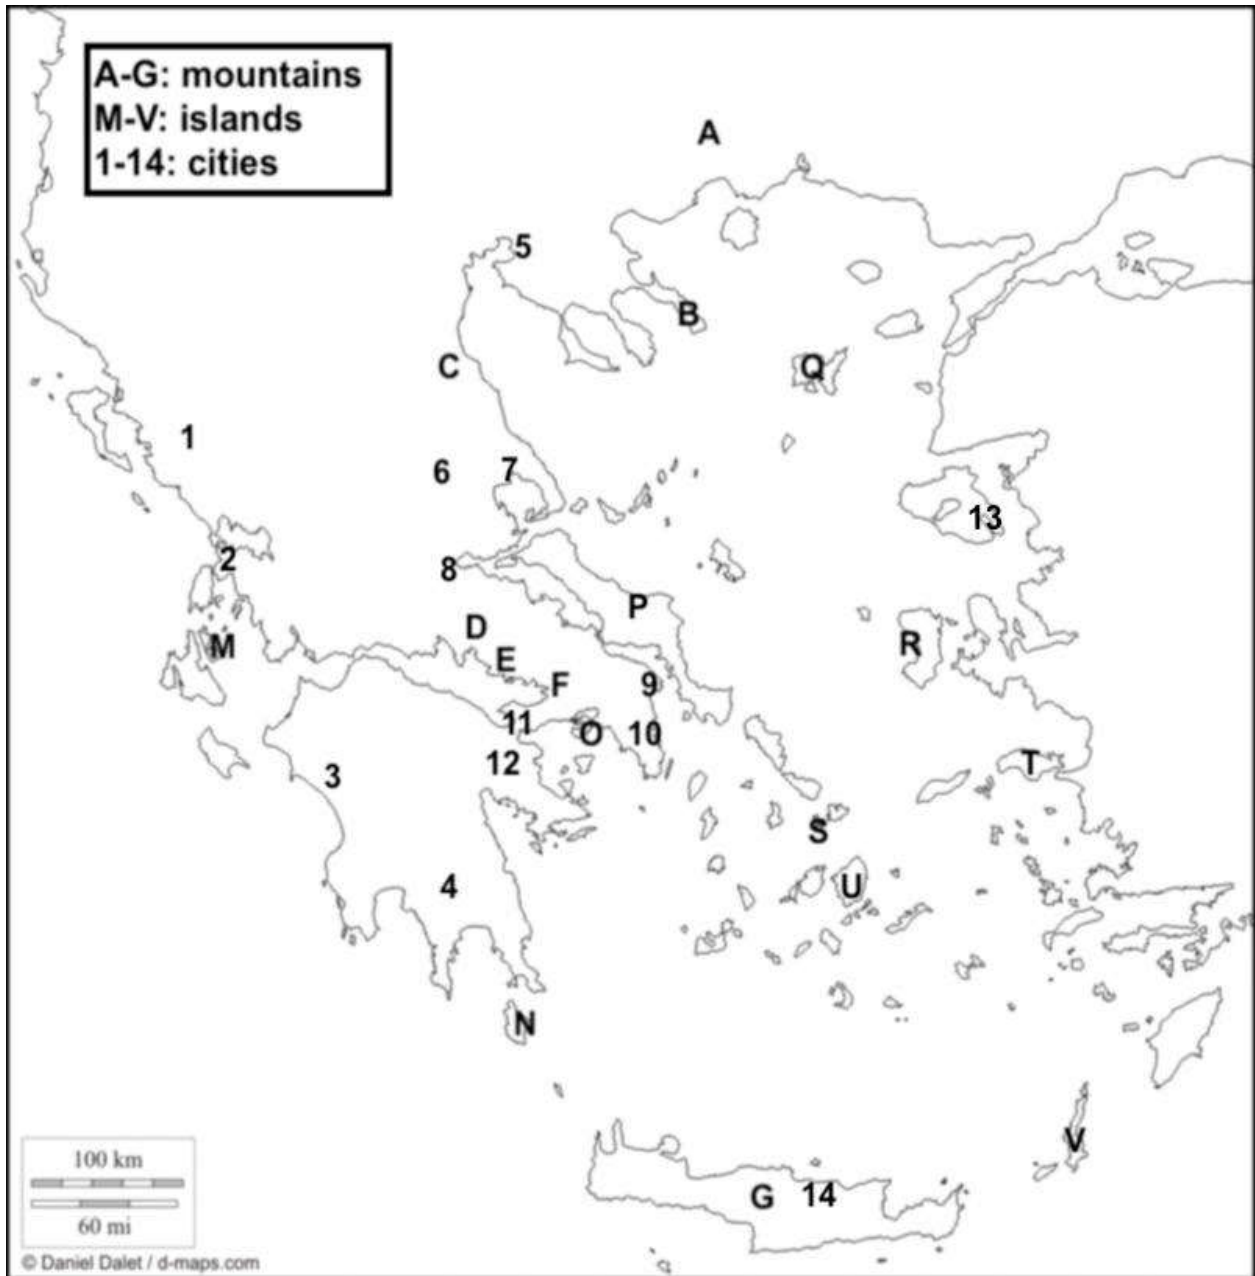 A-G: mountains
M-V: islands
1-14: cities
A
5
B
C
Q
1
6
7
13
2
8
P
D
M
R
E
F
9
11
O
10
12
T
3
S
4
U
N
V
G
14
100 km
60 mi
© Daniel Dalet / d-maps.com